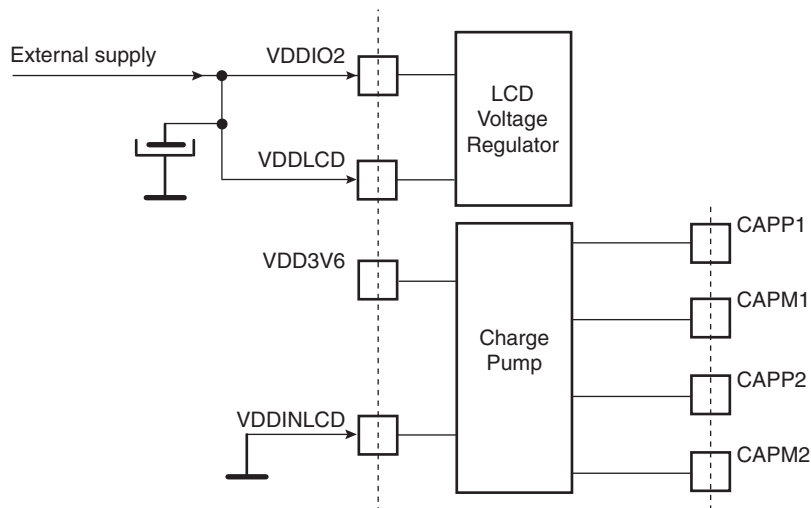 External supply
VDDIO2
LCD
Voltage
Regulator
VDDLCD
VDD3V6
VDDINLCD
Charge
Pump
CAPP1
CAPM1
CAPP2
CAPM2